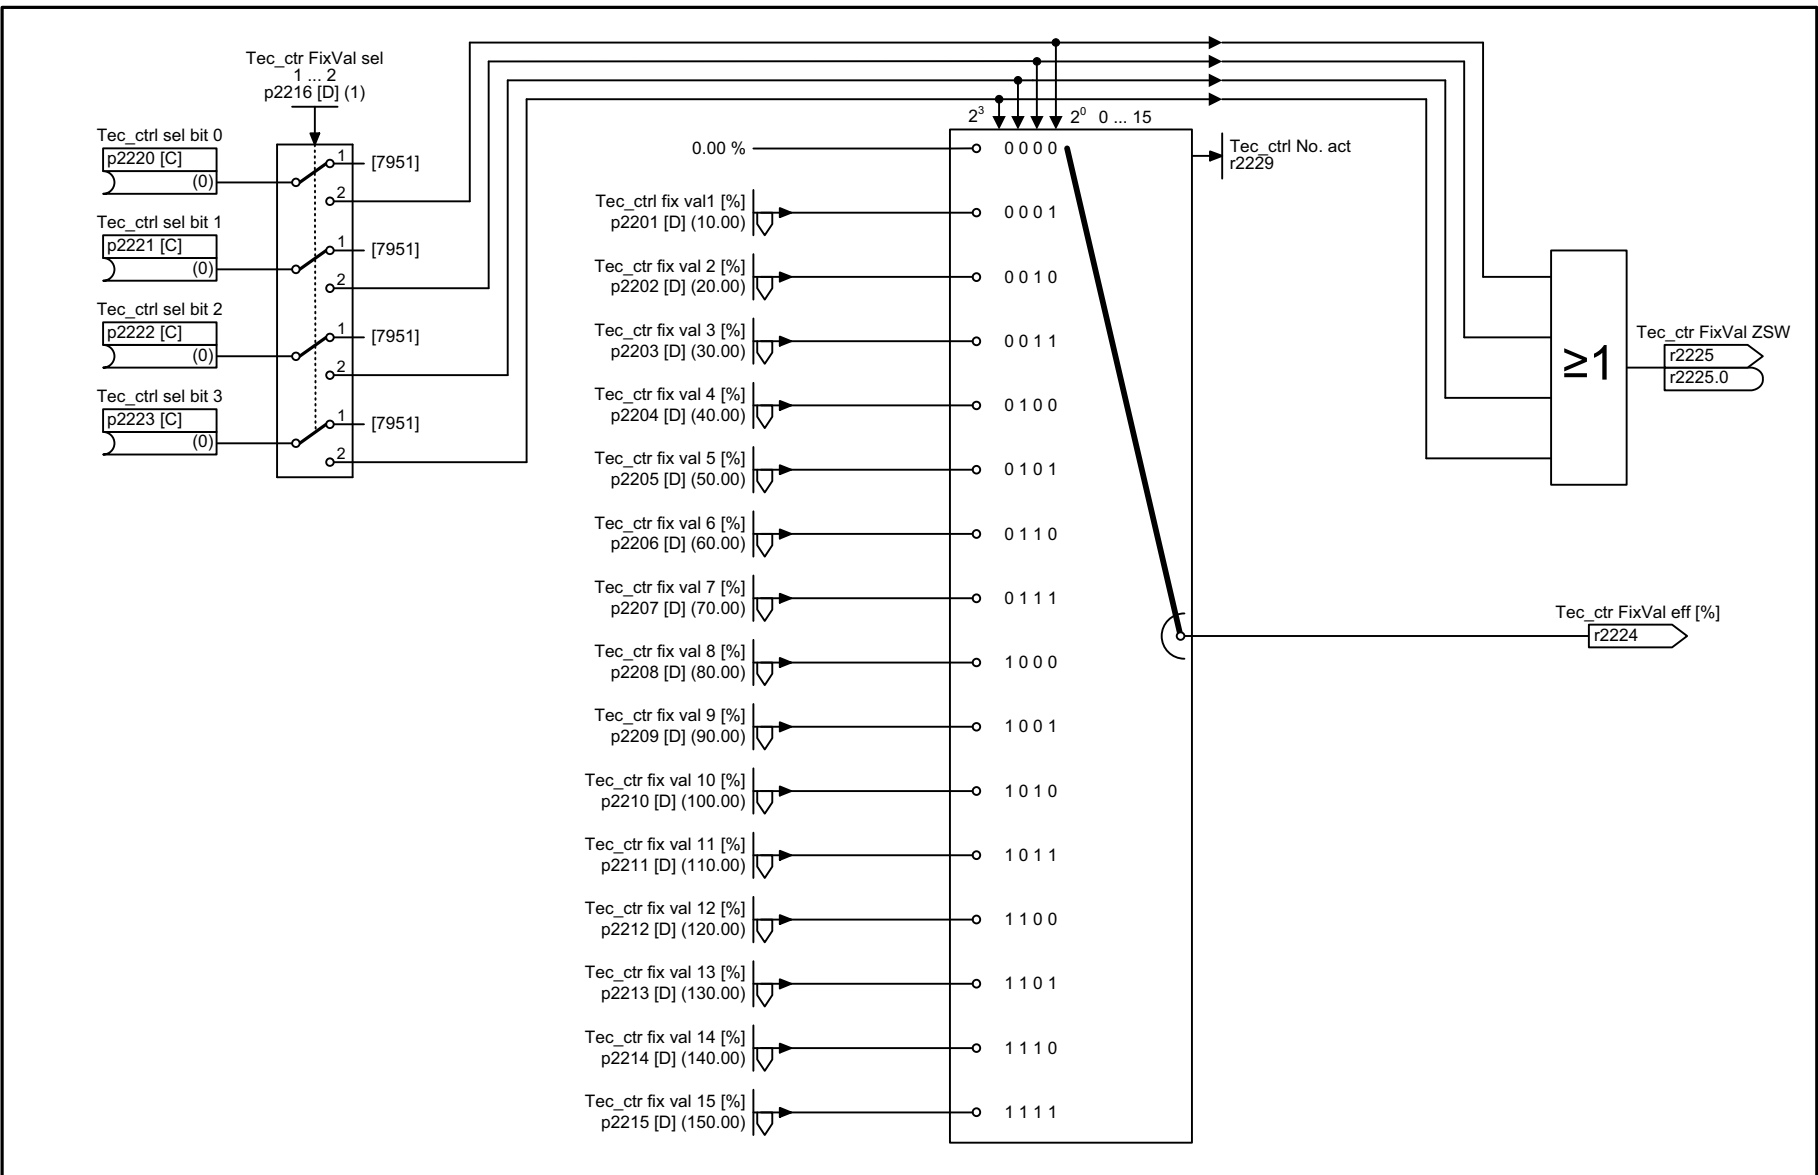 Tec_ctr FixVal sel
1 ... 2
p2216 [D] (1)
Tec_ctrl sel bit 0
p2220 [C]
(0)
1
[7951]
2
Tec_ctrl sel bit 1
p2221 [C]
(0)
1
[7951]
2
Tec_ctrl sel bit 2
p2222 [C]
(0)
1
[7951]
2
Tec_ctrl sel bit 3
p2223 [C]
(0)
1
[7951]
2
2³ 2⁰ 0 ... 15
0.00 % 0 0 0 0
Tec_ctrl fix val1 [%]
p2201 [D] (10.00) 0 0 0 1
Tec_ctr fix val 2 [%]
p2202 [D] (20.00) 0 0 1 0
Tec_ctr fix val 3 [%]
p2203 [D] (30.00) 0 0 1 1
Tec_ctr fix val 4 [%]
p2204 [D] (40.00) 0 1 0 0
Tec_ctr fix val 5 [%]
p2205 [D] (50.00) 0 1 0 1
Tec_ctr fix val 6 [%]
p2206 [D] (60.00) 0 1 1 0
Tec_ctr fix val 7 [%]
p2207 [D] (70.00) 0 1 1 1
Tec_ctr fix val 8 [%]
p2208 [D] (80.00) 1 0 0 0
Tec_ctr fix val 9 [%]
p2209 [D] (90.00) 1 0 0 1
Tec_ctr fix val 10 [%]
p2210 [D] (100.00) 1 0 1 0
Tec_ctr fix val 11 [%]
p2211 [D] (110.00) 1 0 1 1
Tec_ctr fix val 12 [%]
p2212 [D] (120.00) 1 1 0 0
Tec_ctr fix val 13 [%]
p2213 [D] (130.00) 1 1 0 1
Tec_ctr fix val 14 [%]
p2214 [D] (140.00) 1 1 1 0
Tec_ctr fix val 15 [%]
p2215 [D] (150.00) 1 1 1 1
Tec_ctrl No. act
r2229
≥1
Tec_ctr FixVal ZSW
r2225
r2225.0
Tec_ctr FixVal eff [%]
r2224